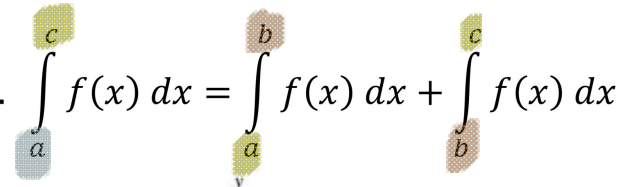 . ∫_a^c f(x) dx = ∫_a^b f(x) dx + ∫_b^c f(x) dx